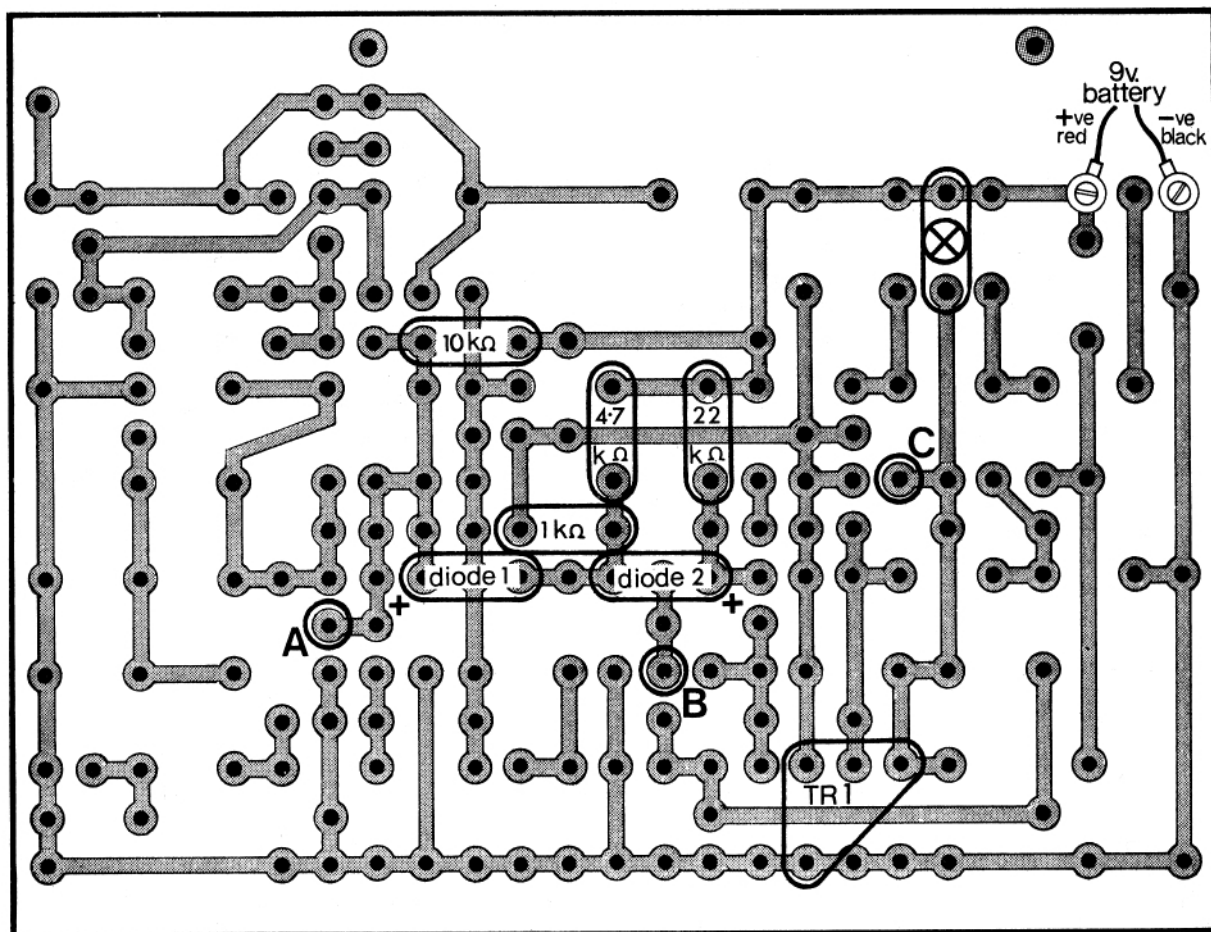 9v.
battery
+ve
red
−ve
black
10kΩ
4·7
kΩ
22
kΩ
C
1kΩ
diode 1
diode 2
+
+
A
B
TR1